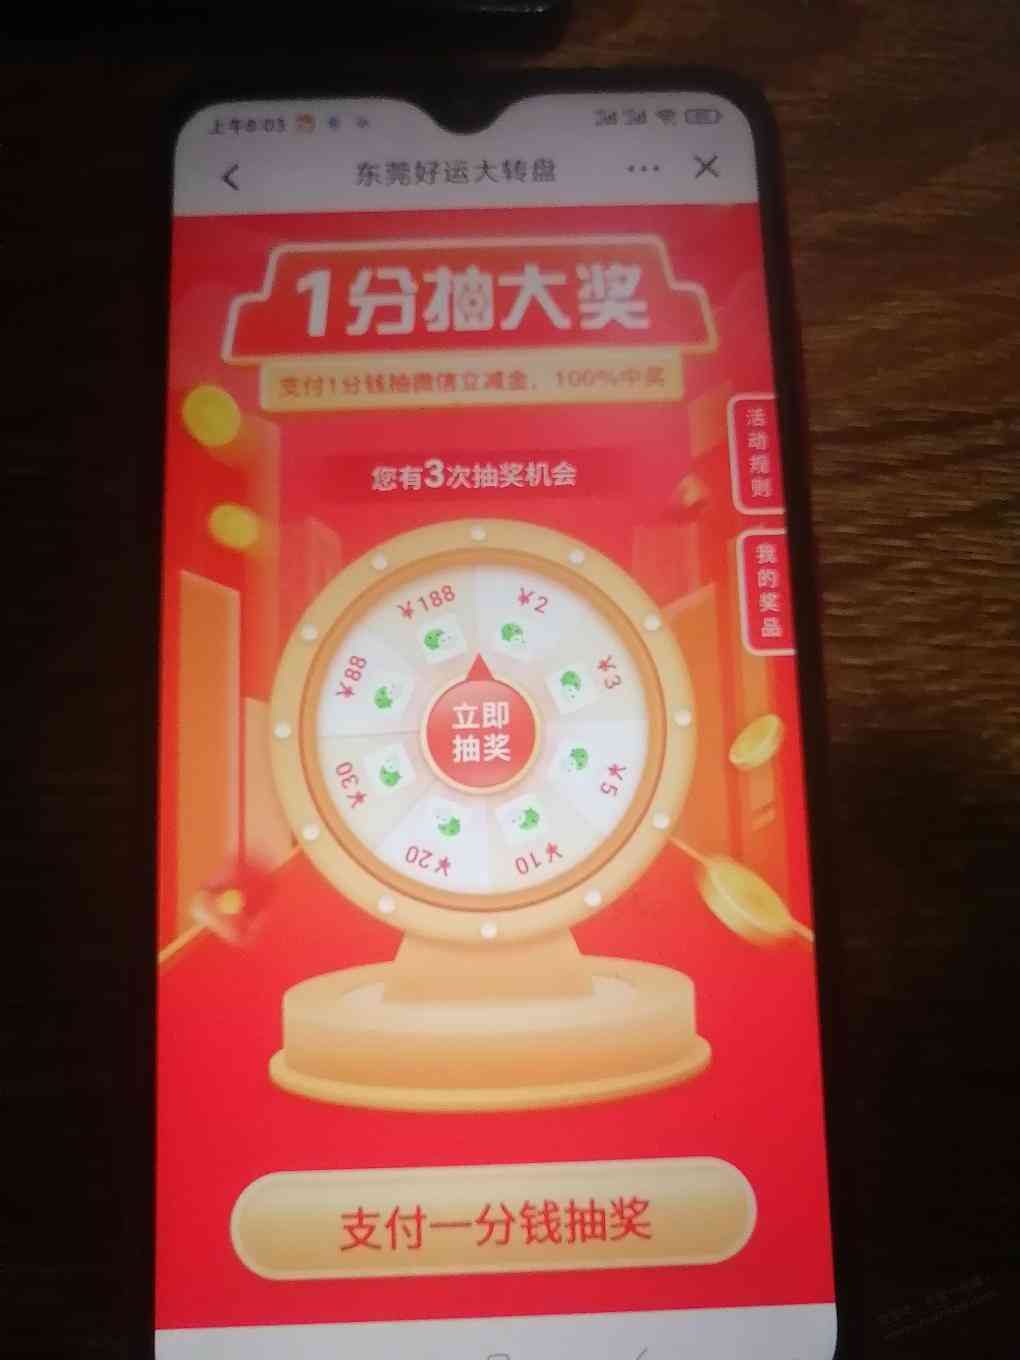 上午8:03
东莞好运大转盘
1分抽大奖
支付1分钱抽微信立减金，100%中奖
活动规则
您有3次抽奖机会
我的奖品
¥188
¥2
¥88
¥3
立即
抽奖
¥30
¥5
¥20
¥10
支付一分钱抽奖